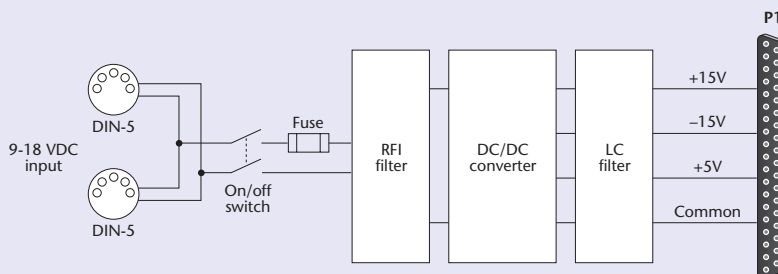 P1
DIN-5
9-18 VDC
input
DIN-5
On/off
switch
Fuse
RFI
filter
DC/DC
converter
LC
filter
+15V
–15V
+5V
Common